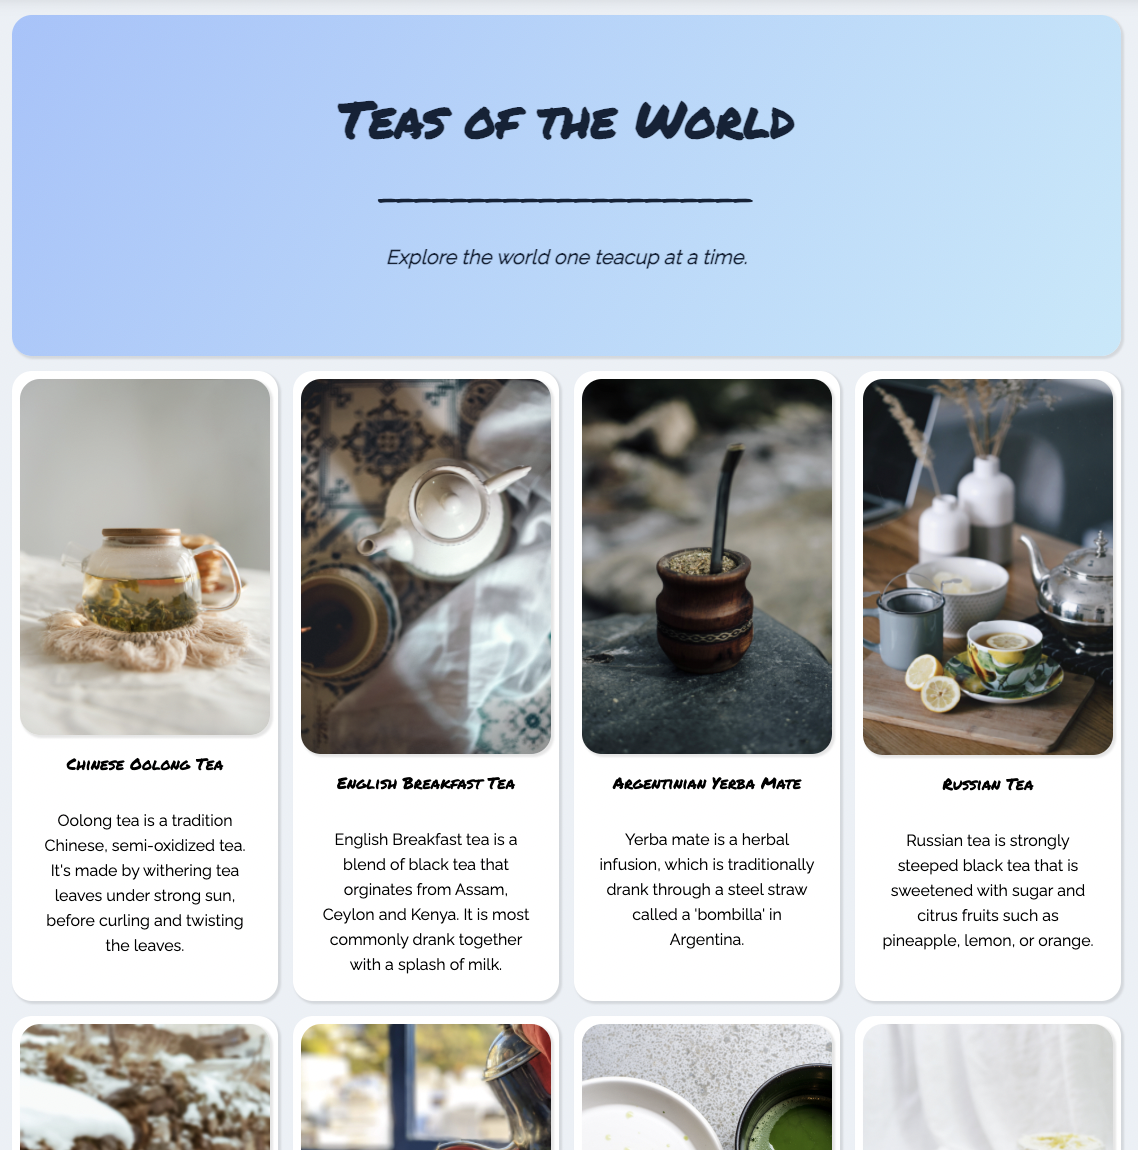 Teas of the World
Explore the world one teacup at a time.
Chinese Oolong Tea
Oolong tea is a tradition
Chinese, semi-oxidized tea.
It's made by withering tea
leaves under strong sun,
before curling and twisting
the leaves.
English Breakfast Tea
English Breakfast tea is a
blend of black tea that
orginates from Assam,
Ceylon and Kenya. It is most
commonly drank together
with a splash of milk.
Argentinian Yerba Mate
Yerba mate is a herbal
infusion, which is traditionally
drank through a steel straw
called a 'bombilla' in
Argentina.
Russian Tea
Russian tea is strongly
steeped black tea that is
sweetened with sugar and
citrus fruits such as
pineapple, lemon, or orange.